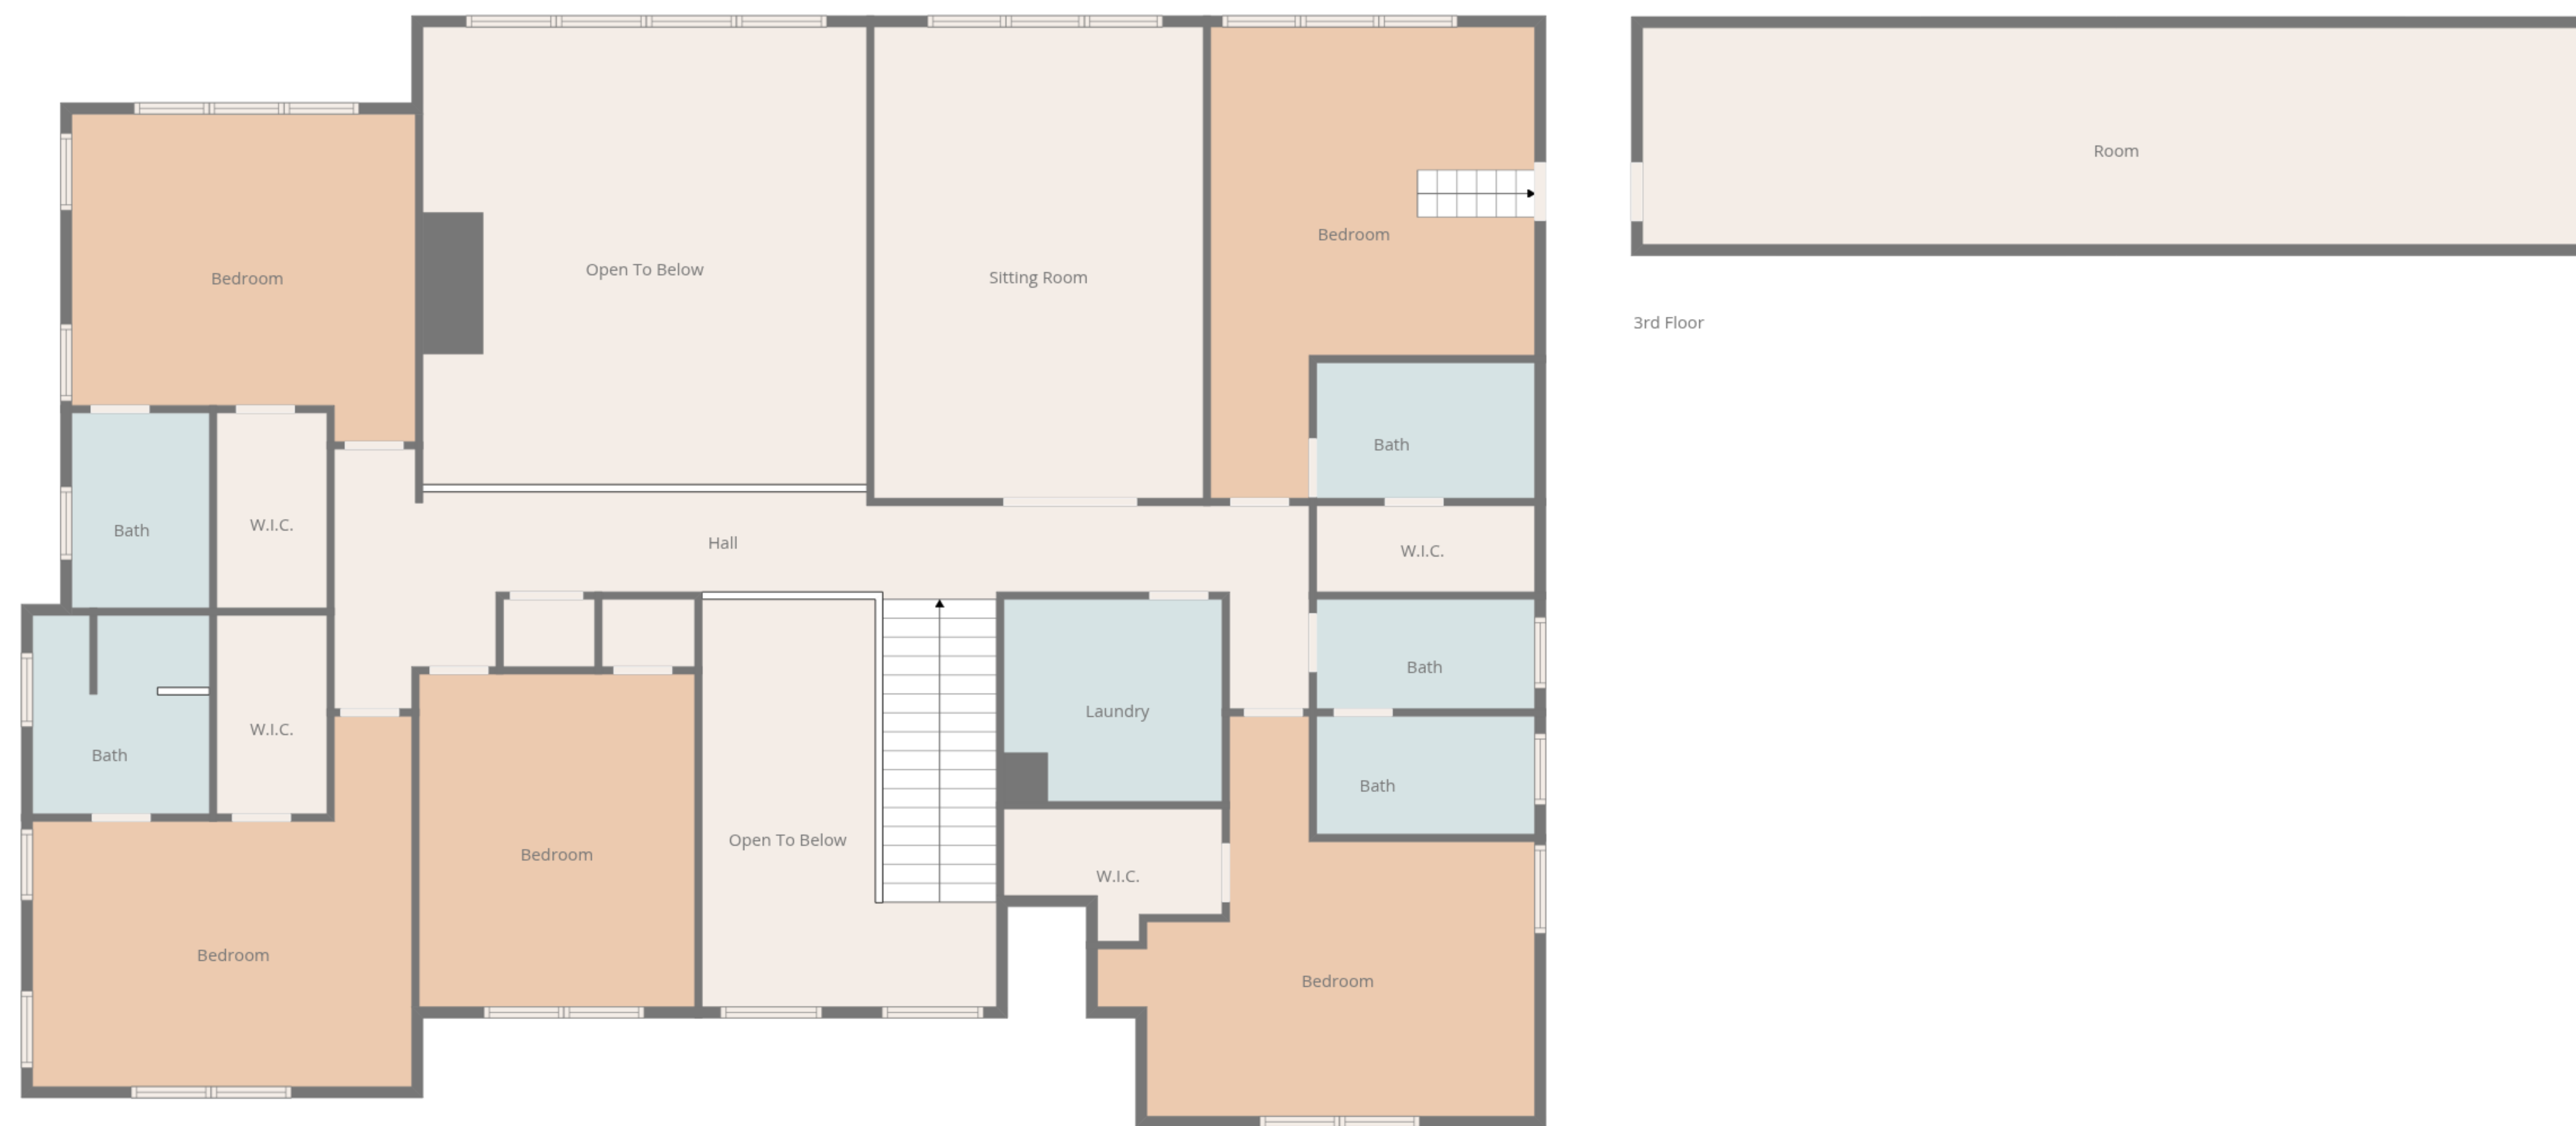 Room
Bedroom
Open To Below
Sitting Room
Bedroom
3rd Floor
Bath
Bath
W.I.C.
Hall
W.I.C.
Bath
Laundry
W.I.C.
Bath
Bath
Open To Below
Bedroom
W.I.C.
Bedroom
Bedroom